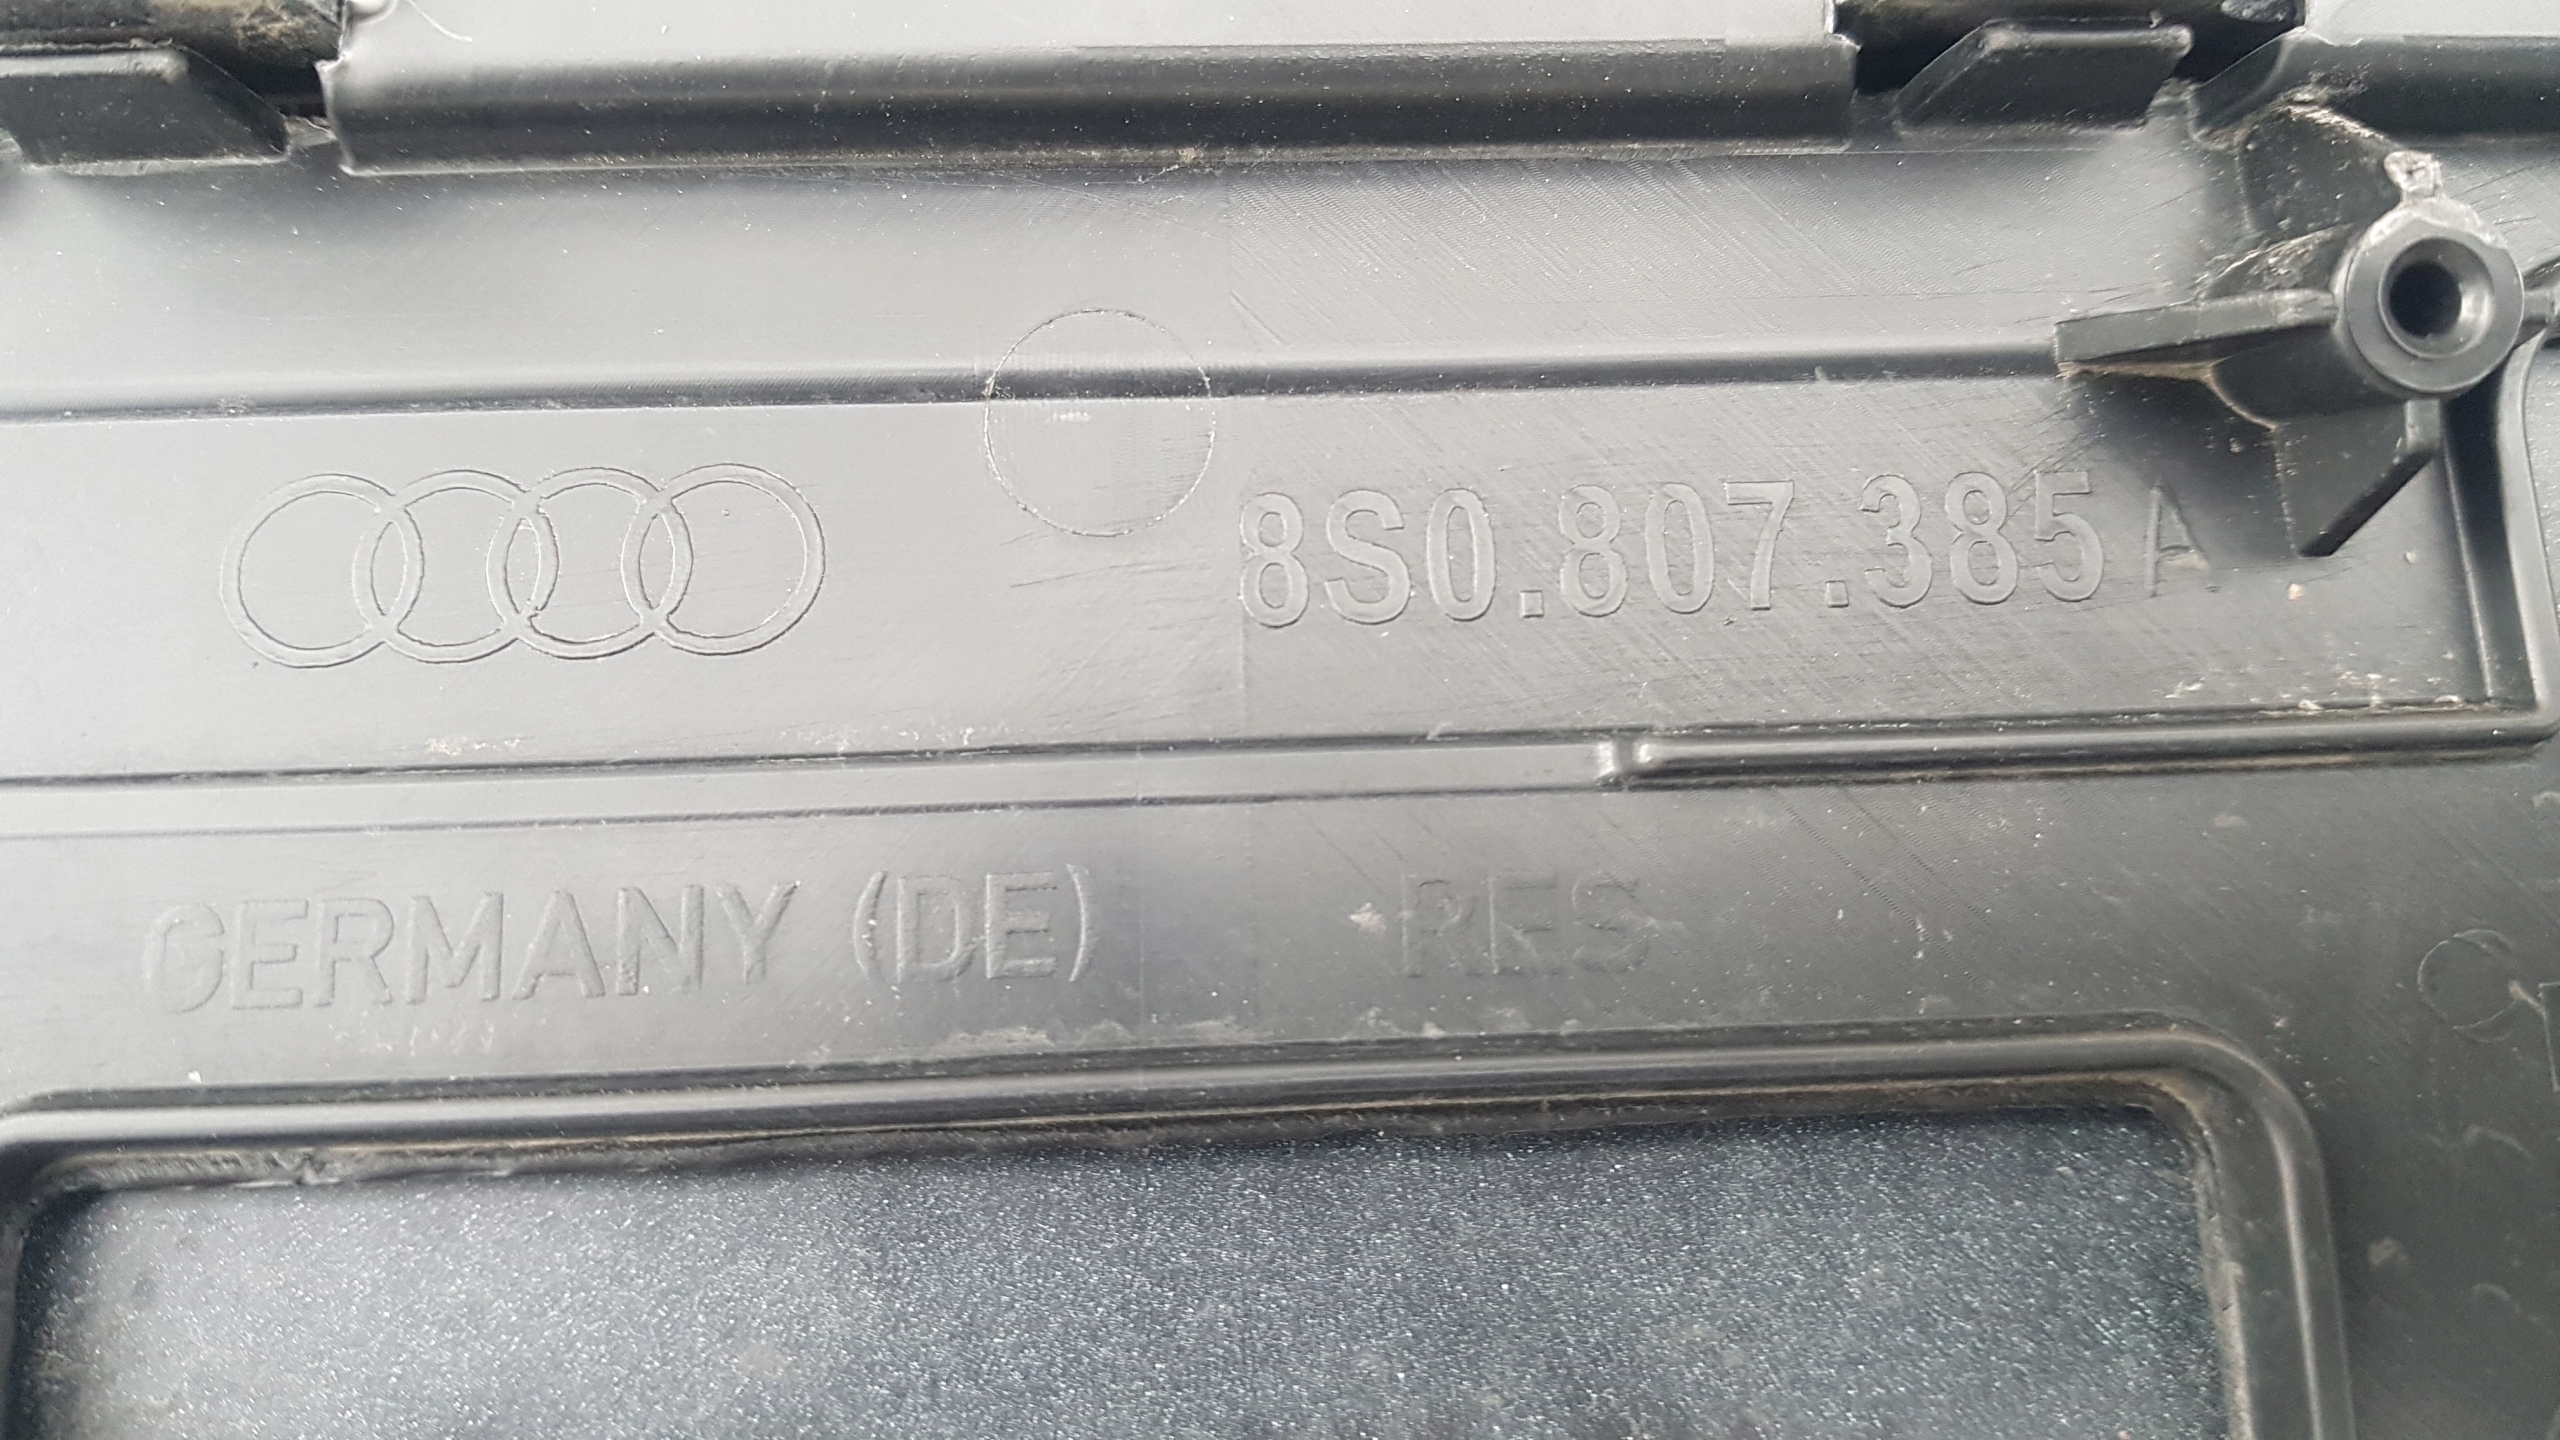 8S0.807.385 A
GERMANY (DE) RES